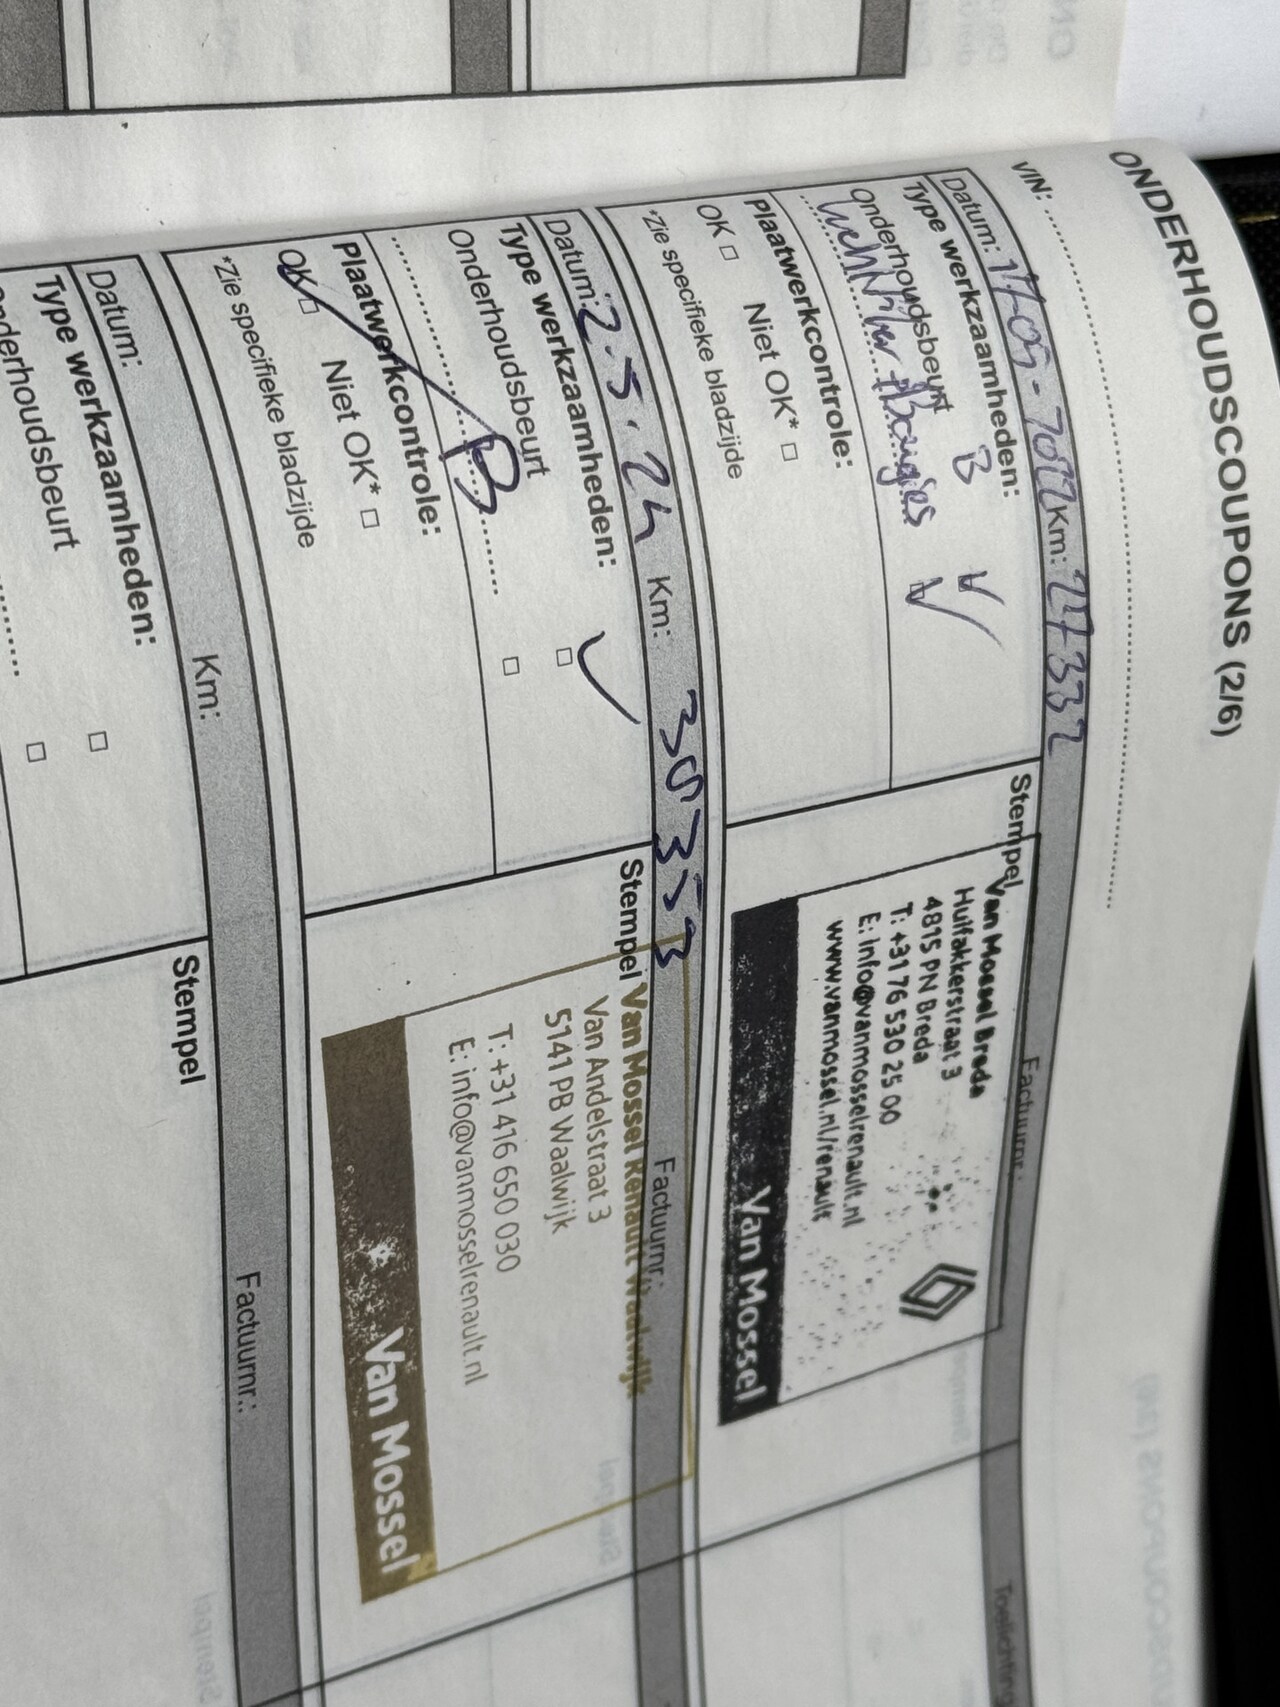 ONDERHOUDSCOUPONS (2/6)
VIN:
Datum: 17-05-2022 Km: 27332 Factuurnr.:
Type werkzaamheden:
Onderhoudsbeurt B
luchtfilter + Bougies
Plaatwerkcontrole:
OK □ Niet OK* □
*Zie specifieke bladzijde
Stempel
Van Mossel Breda
Huifakkerstraat 3
4815 PN Breda
T: +31 76 530 25 00
E: info@vanmosselrenault.nl
www.vanmossel.nl/renault
Van Mossel
Toelichting
Datum: 2.5.24 Km: 30353 Factuurnr.:
Type werkzaamheden:
Onderhoudsbeurt □
B □
Plaatwerkcontrole:
OK □ Niet OK* □
*Zie specifieke bladzijde
Stempel
Van Mossel Renault Waalwijk
Van Andelstraat 3
5141 PB Waalwijk
T: +31 416 650 030
E: info@vanmosselrenault.nl
Van Mossel
Datum: Km: Factuurnr.:
Type werkzaamheden:
Onderhoudsbeurt □
□
Stempel